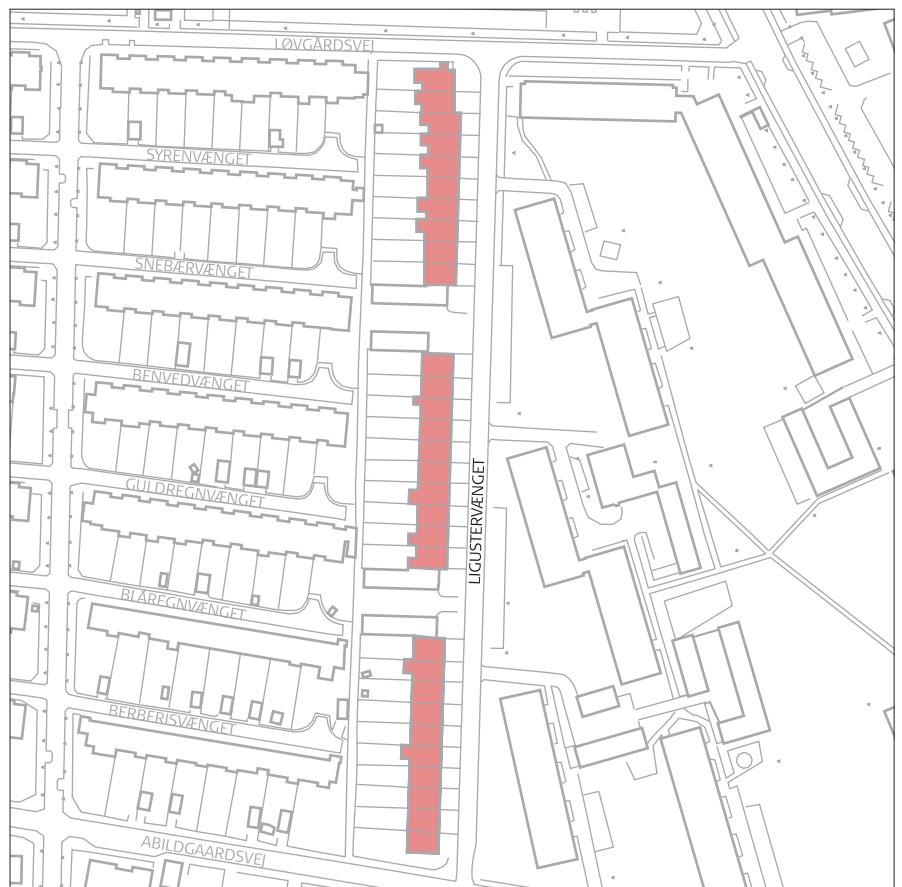 LØVGÅRDSVEJ
SYRENVÆNGET
SNEBÆRVÆNGET
BENVEDVÆNGET
LIGUSTERVÆNGET
GULDREGNVÆNGET
BLÅREGNVÆNGET
BERBERISVÆNGET
ABILDGAARDSVEJ